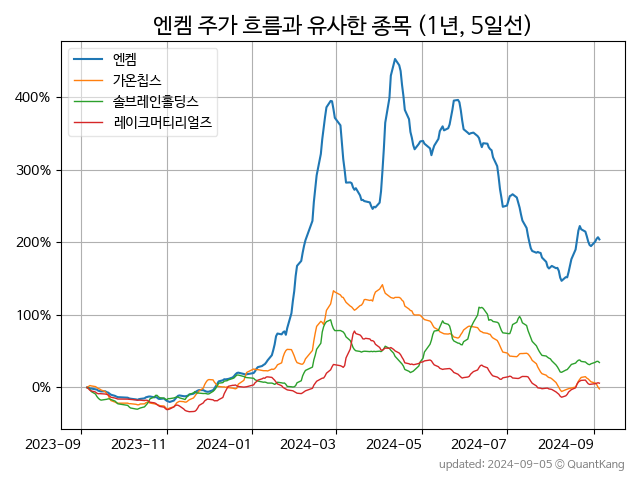 엔켐 주가 흐름과 유사한 종목 (1년, 5일선)
엔켐
가온칩스
솔브레인홀딩스
레이크머티리얼즈
400%
300%
200%
100%
0%
2023-09 2023-11 2024-01 2024-03 2024-05 2024-07 2024-09
updated: 2024-09-05 © QuantKang